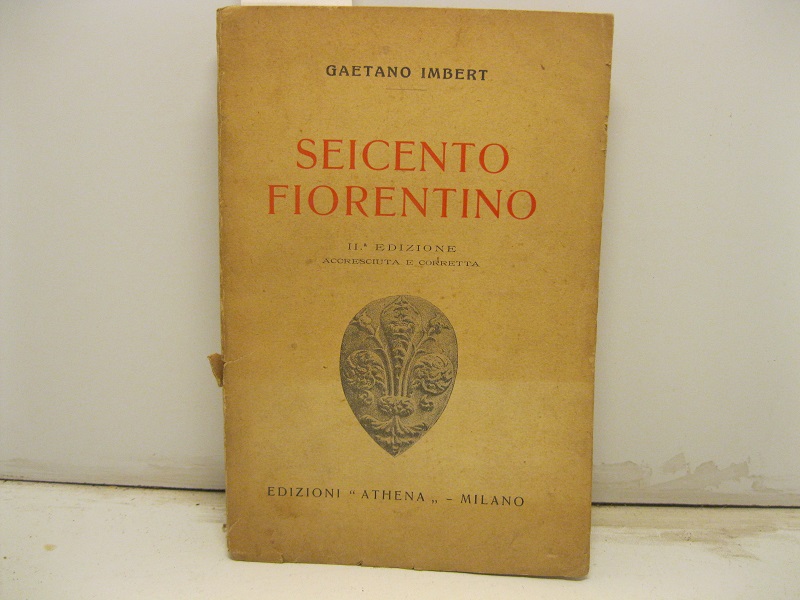 GAETANO IMBERT
SEICENTO
FIORENTINO
II.ª EDIZIONE
ACCRESCIUTA E CORRETTA
EDIZIONI " ATHENA „ - MILANO